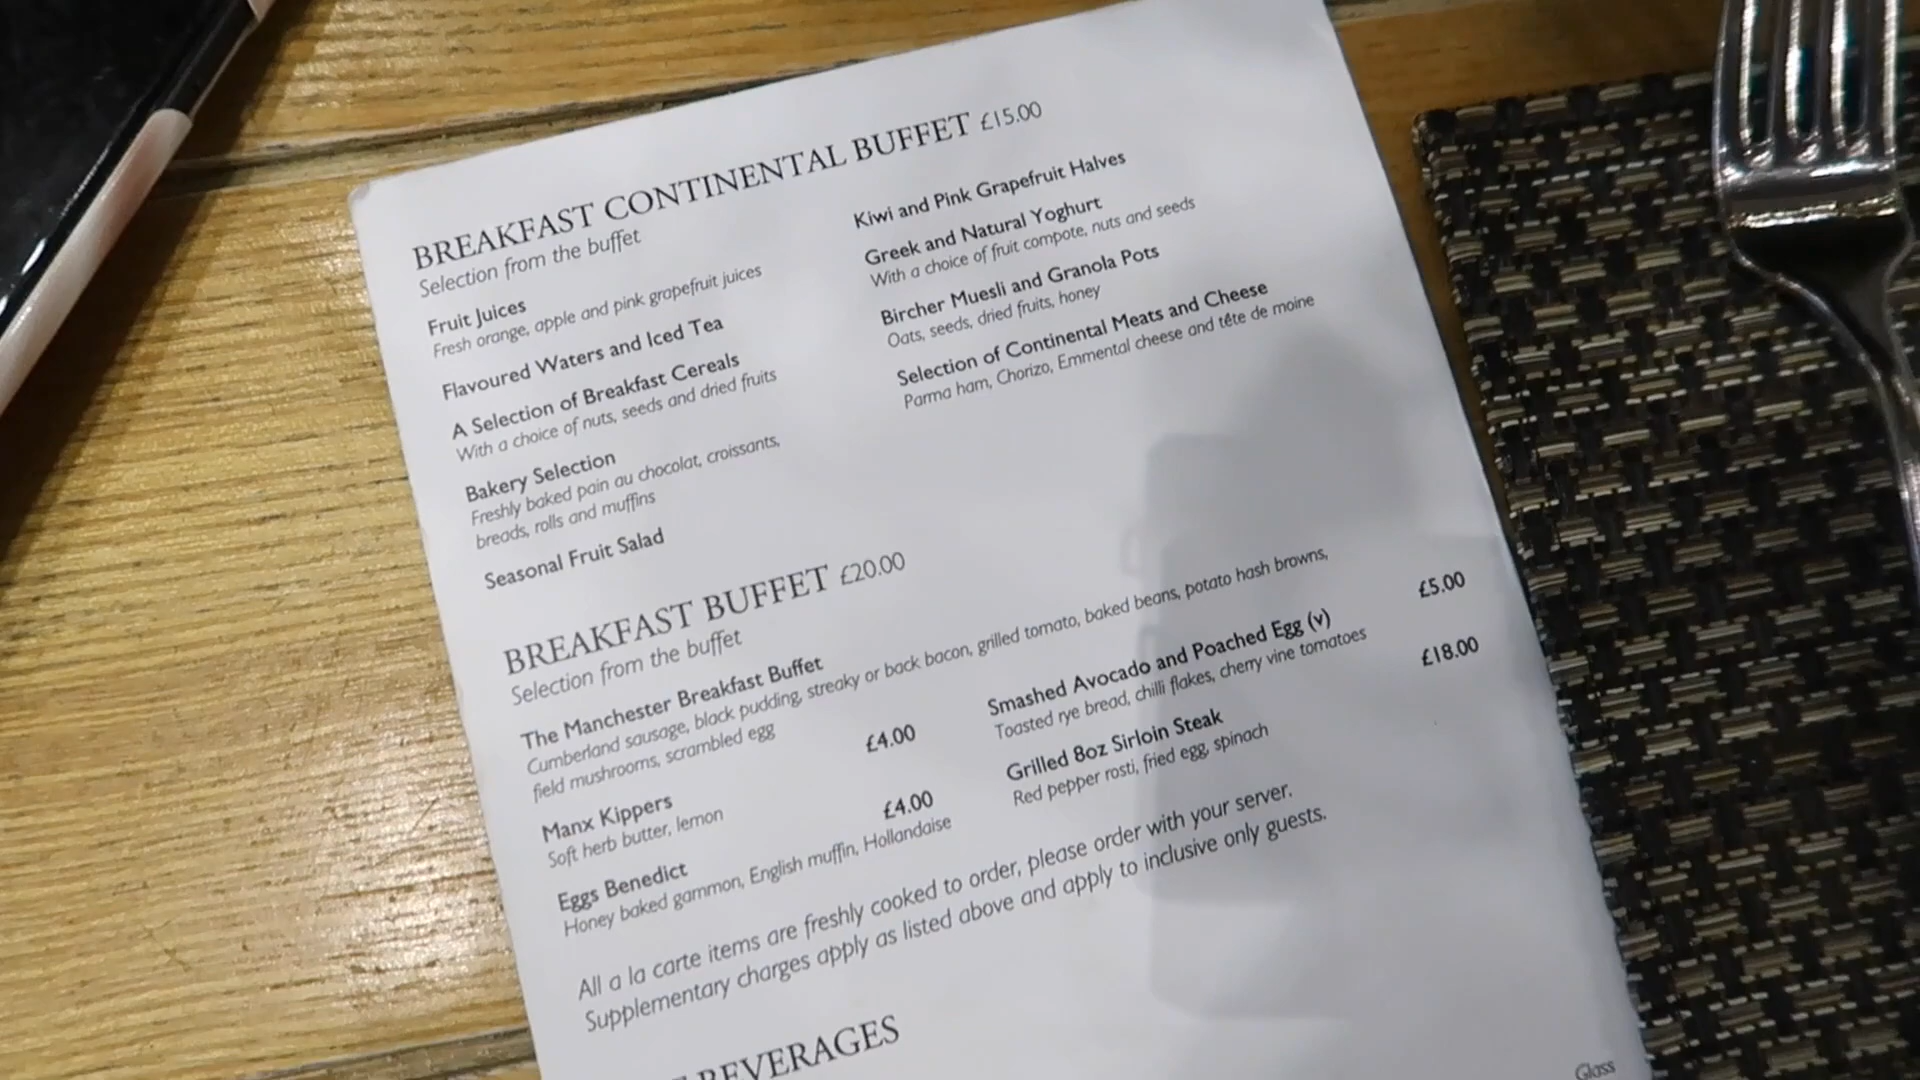 BREAKFAST CONTINENTAL BUFFET £15.00
Selection from the buffet
Fruit Juices
Fresh orange, apple and pink grapefruit juices
Flavoured Waters and Iced Tea
A Selection of Breakfast Cereals
With a choice of nuts, seeds and dried fruits
Bakery Selection
Freshly baked pain au chocolat, croissants,
breads, rolls and muffins
Seasonal Fruit Salad
Kiwi and Pink Grapefruit Halves
Greek and Natural Yoghurt
With a choice of fruit compote, nuts and seeds
Bircher Muesli and Granola Pots
Oats, seeds, dried fruits, honey
Selection of Continental Meats and Cheese
Parma ham, Chorizo, Emmental cheese and tête de moine
BREAKFAST BUFFET £20.00
Selection from the buffet
The Manchester Breakfast Buffet
Cumberland sausage, black pudding, streaky or back bacon, grilled tomato, baked beans, potato hash browns,
field mushrooms, scrambled egg
Manx Kippers £4.00
Soft herb butter, lemon
Eggs Benedict £4.00
Honey baked gammon, English muffin, Hollandaise
Smashed Avocado and Poached Egg (v) £5.00
Toasted rye bread, chilli flakes, cherry vine tomatoes
Grilled 8oz Sirloin Steak £18.00
Red pepper rosti, fried egg, spinach
All a la carte items are freshly cooked to order, please order with your server.
Supplementary charges apply as listed above and apply to inclusive only guests.
BEVERAGES
Glass